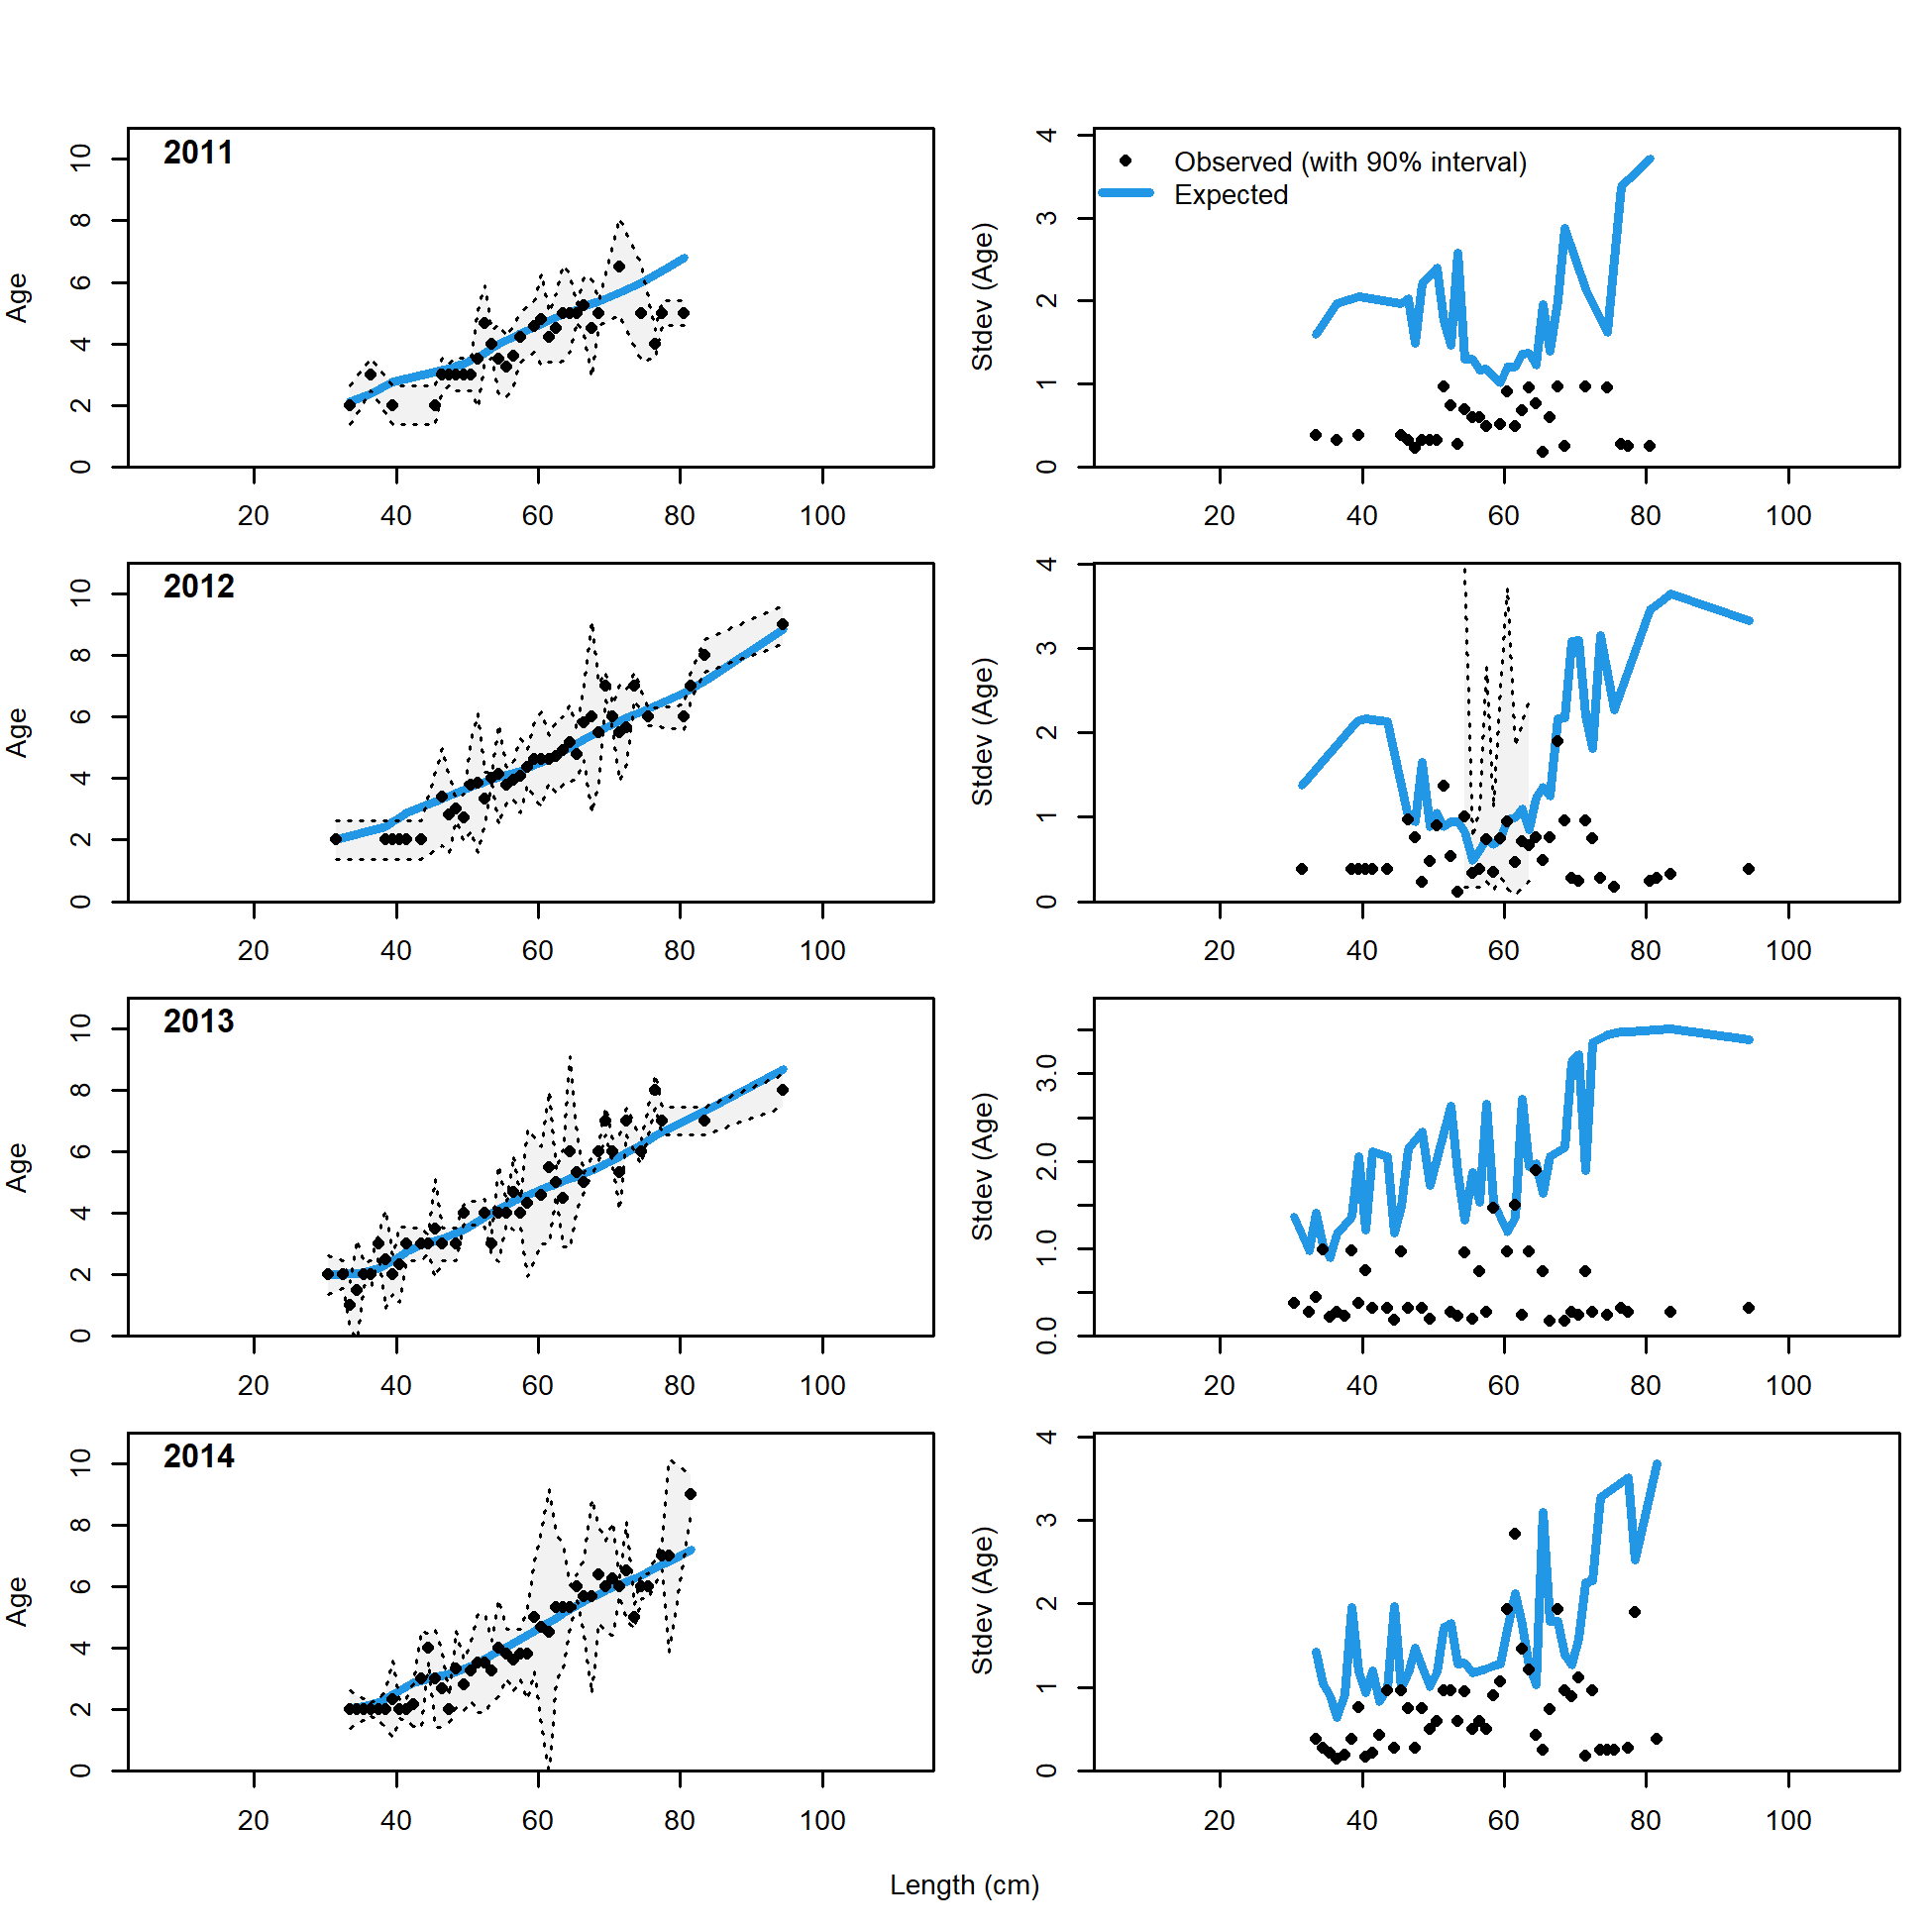 2011
Age
0 2 4 6 8 10
20 40 60 80 100
Observed (with 90% interval)
Expected
Stdev (Age)
0 1 2 3 4
20 40 60 80 100
2012
Age
0 2 4 6 8 10
20 40 60 80 100
Stdev (Age)
0 1 2 3 4
20 40 60 80 100
2013
Age
0 2 4 6 8 10
20 40 60 80 100
Stdev (Age)
0.0 1.0 2.0 3.0
20 40 60 80 100
2014
Age
0 2 4 6 8 10
20 40 60 80 100
Stdev (Age)
0 1 2 3 4
20 40 60 80 100
Length (cm)